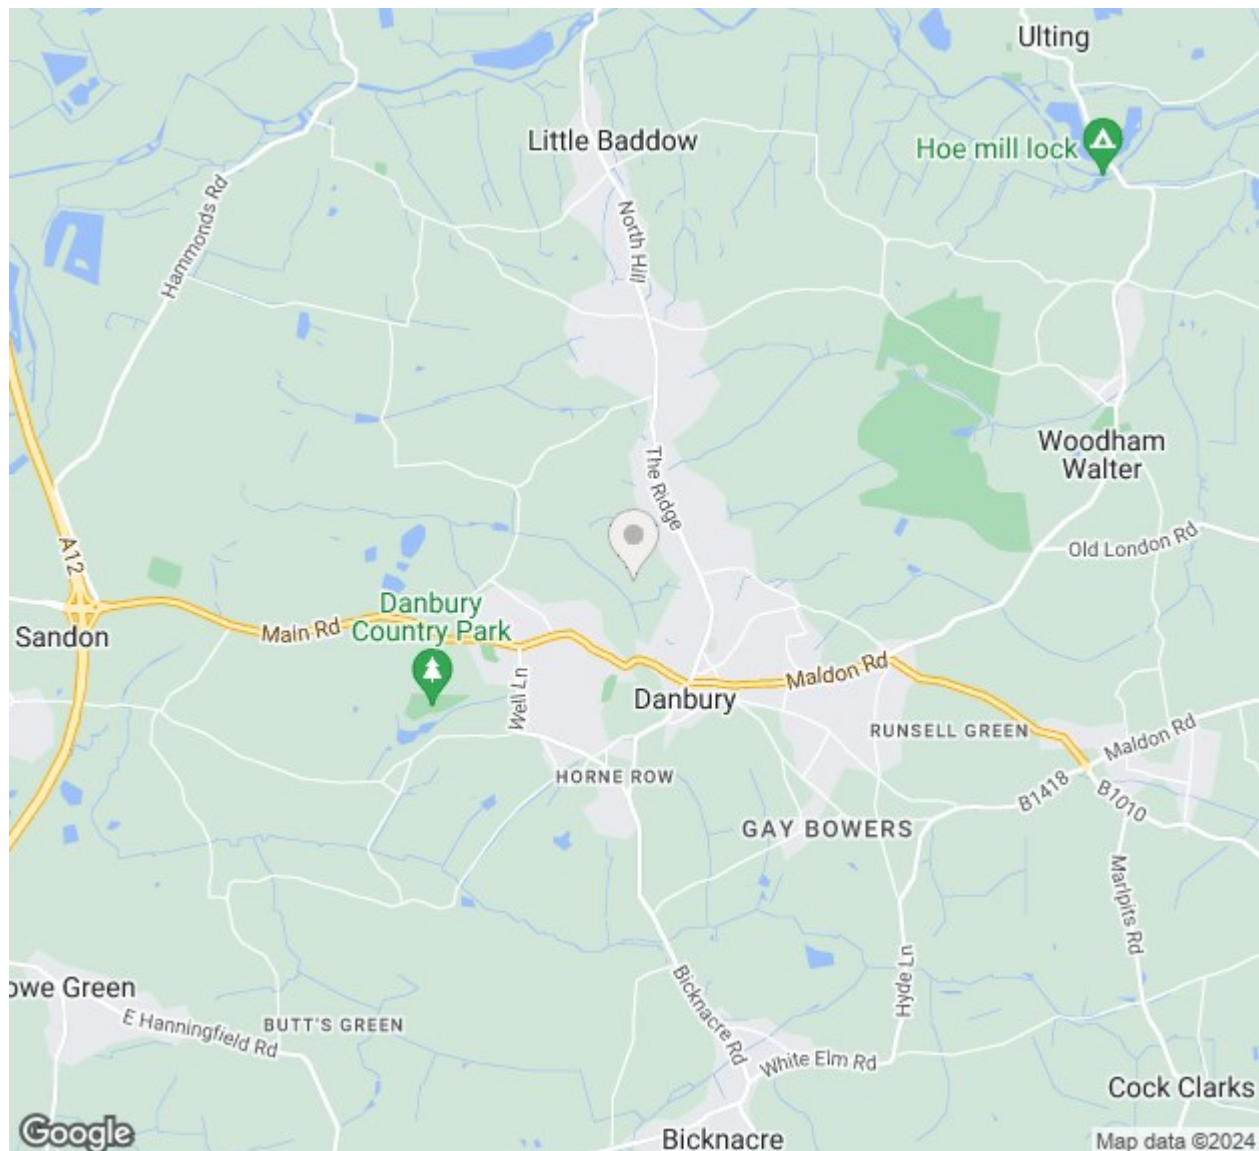 Ulting
Little Baddow
Hoe mill lock
Hammonds Rd
North Hill
Woodham
Walter
The Ridge
Old London Rd
A12
Danbury
Country Park
Main Rd
Sandon
Well Ln
Maldon Rd
Danbury
RUNSELL GREEN
Maldon Rd
HORNE ROW
B1418
B1010
GAY BOWERS
Marlpits Rd
Hyde Ln
owe Green
E Hanningfield Rd
BUTT'S GREEN
Bicknacre Rd
White Elm Rd
Cock Clarks
Google
Bicknacre
Map data ©2024